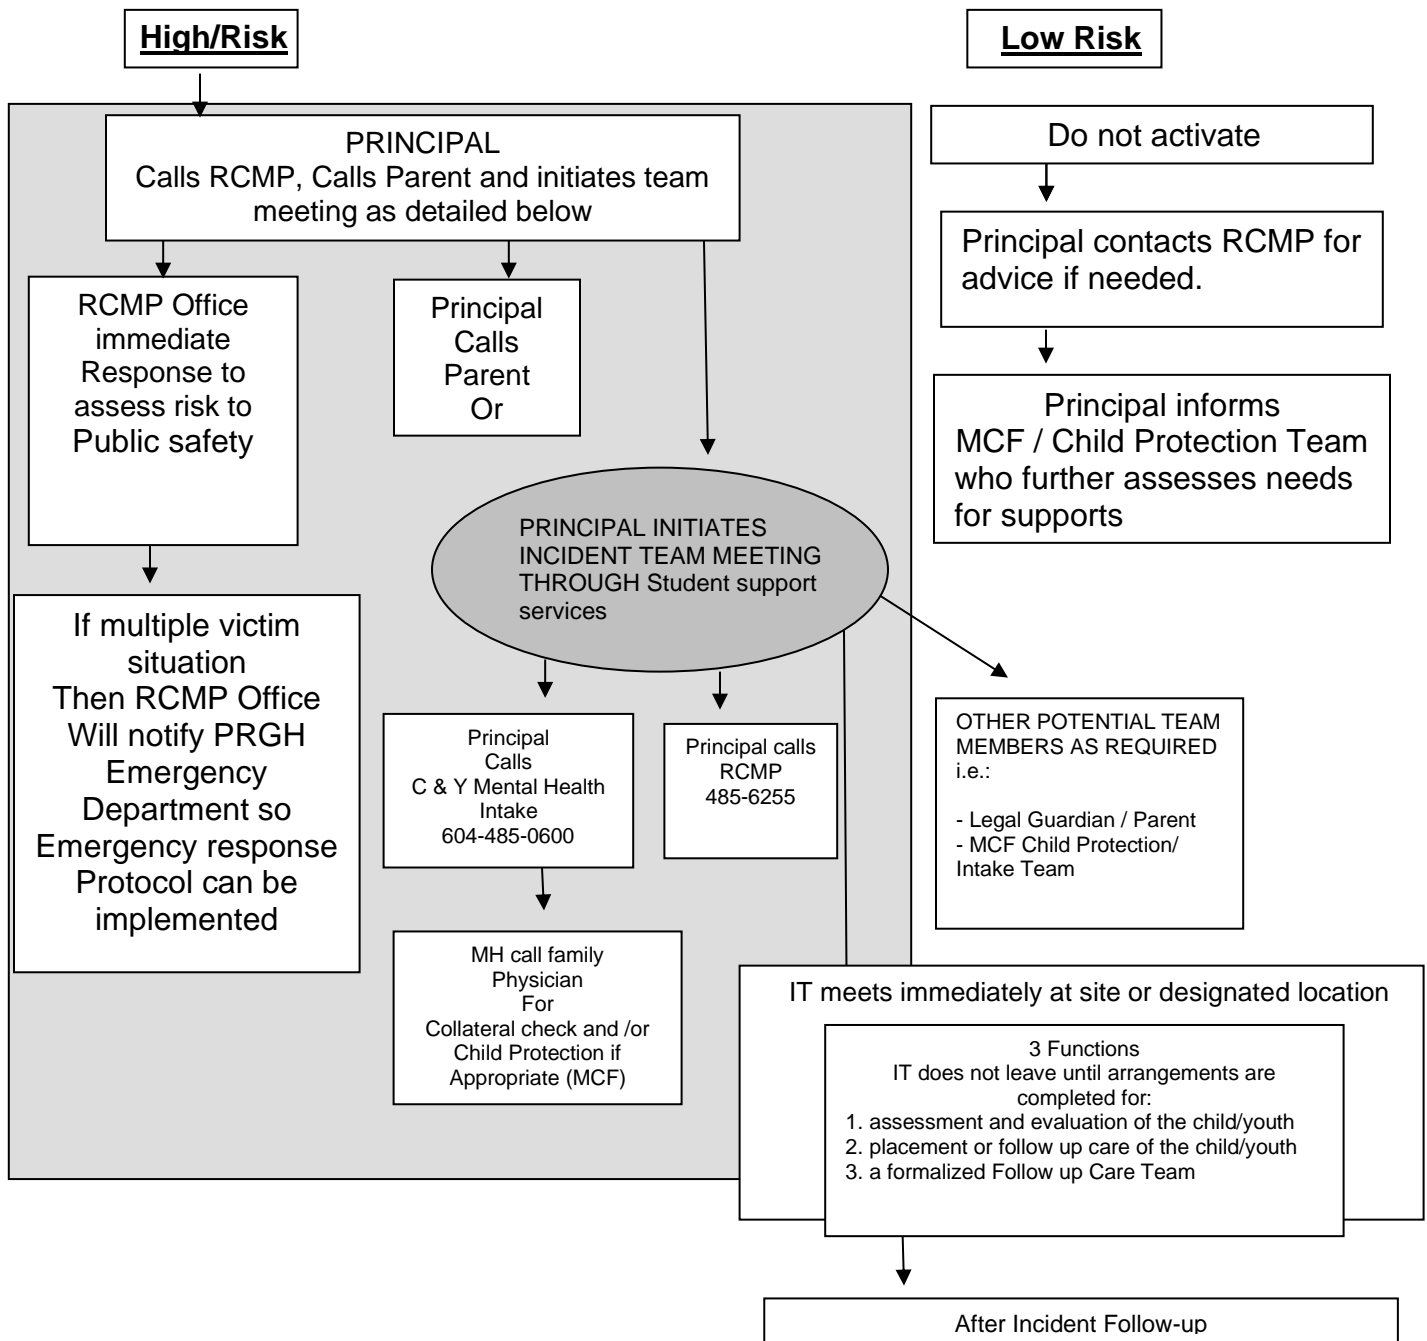 High/Risk
Low Risk
PRINCIPAL
Calls RCMP, Calls Parent and initiates team
meeting as detailed below
Do not activate
Principal contacts RCMP for
advice if needed.
RCMP Office
immediate
Response to
assess risk to
Public safety
Principal
Calls
Parent
Or
Principal informs
MCF / Child Protection Team
who further assesses needs
for supports
PRINCIPAL INITIATES
INCIDENT TEAM MEETING
THROUGH Student support
services
If multiple victim
situation
Then RCMP Office
Will notify PRGH
Emergency
Department so
Emergency response
Protocol can be
implemented
Principal
Calls
C & Y Mental Health
Intake
604-485-0600
Principal calls
RCMP
485-6255
OTHER POTENTIAL TEAM
MEMBERS AS REQUIRED
i.e.:
- Legal Guardian / Parent
- MCF Child Protection/
Intake Team
MH call family
Physician
For
Collateral check and /or
Child Protection if
Appropriate (MCF)
IT meets immediately at site or designated location
3 Functions
IT does not leave until arrangements are
completed for:
1. assessment and evaluation of the child/youth
2. placement or follow up care of the child/youth
3. a formalized Follow up Care Team
After Incident Follow-up